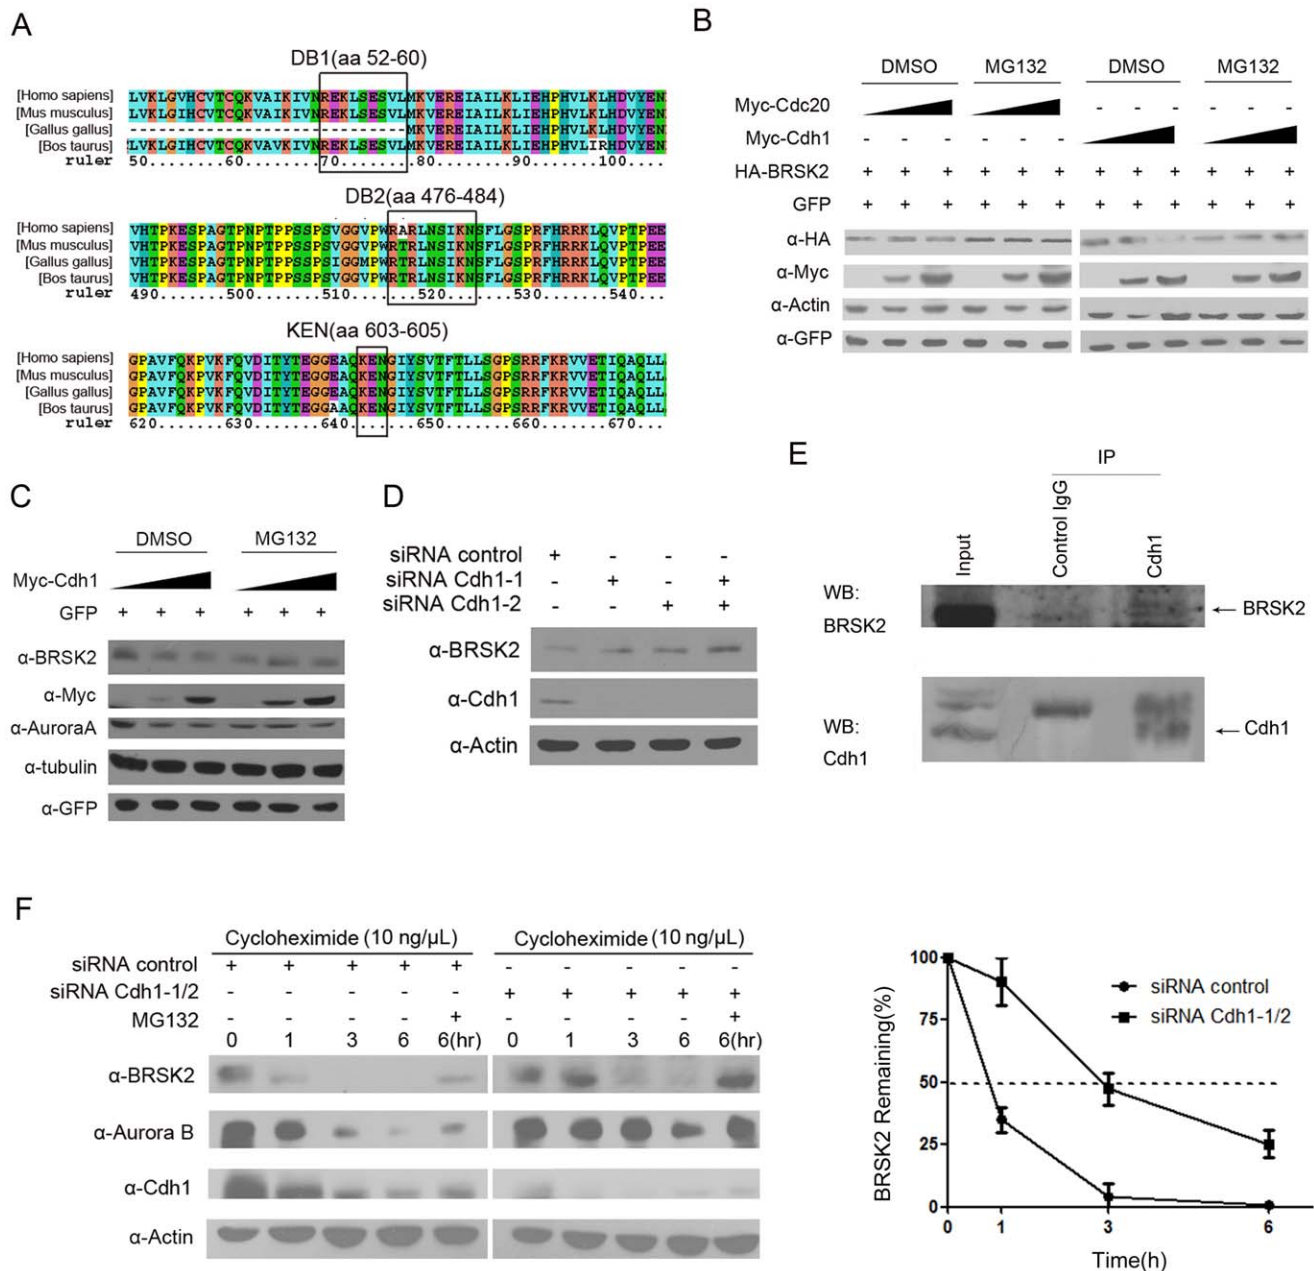 A
DB1(aa 52-60)
[Homo sapiens] LVKLGVHCVTCQKVAIKIVNREKLSESVLMKVEREIAILKLIEHPHVLKLHDVYEN
[Mus musculus] LVKLGIHCVTCQKVAIKIVNREKLSESVLMKVEREIAILKLIEHPHVLKLHDVYEN
[Gallus gallus] -----------------------------MKVEREIAILKLIEHPHVLKLHDVYEN
[Bos taurus] LVKLGIHCVTCQKVAVKIVNREKLSESVLMKVEREIAILKLIEHPHVLIRHDVYEN
ruler 50.......60........70........80........90.......100.....
DB2(aa 476-484)
[Homo sapiens] VHTPKESPAGTPNPTPPSSPSVGGVPWRARLNSIKNSFLGSPRFHRRKLQVPTPEE
[Mus musculus] VHTPKESPAGTPNPTPPSSPSVGGVPWRTRLNSIKNSFLGSPRFHRRKLQVPTPEE
[Gallus gallus] VHTPKESPAGTPNPTPPSSPSVGGMPWRTRLNSIKNSFLGSPRFHRRKLQVPTPEE
[Bos taurus] VHTPKESPAGTPNPTPPSSPSVGGVPWRTRLNSIKNSFLGSPRFHRRKLQVPTPEE
ruler 490.......500.......510.......520.......530.......540....
KEN(aa 603-605)
[Homo sapiens] GPAVFQKPVKFQVDITYTEGGEAQKENGIYSVTFTLLSGPSRRFKRVVETIQAQLL
[Mus musculus] GPAVFQKPVKFQVDITYTEGGEAQKENGIYSVTFTLLSGPSRRFKRVVETIQAQLL
[Gallus gallus] GPAVFQKPVKFQVDITYTEGGEAQKENGIYSVTFTLLSGPSRRFKRVVETIQAQLL
[Bos taurus] GPAVFQKPVKFQVDITYTEGGAAQKENGIYSVTFTLLSGPSRRFKRVVETIQAQLL
ruler 620.......630.......640.......650.......660.......670....
B
DMSO MG132 DMSO MG132
Myc-Cdc20 - - - - - -
Myc-Cdh1 - - - - - -
HA-BRSK2 + + + + + + + + + + + +
GFP + + + + + + + + + + + +
α-HA
α-Myc
α-Actin
α-GFP
C
DMSO MG132
Myc-Cdh1
GFP + + + + + +
α-BRSK2
α-Myc
α-AuroraA
α-tubulin
α-GFP
D
siRNA control + - - -
siRNA Cdh1-1 - + - +
siRNA Cdh1-2 - - + +
α-BRSK2
α-Cdh1
α-Actin
E
IP
Input Control IgG Cdh1
WB:
BRSK2
BRSK2
WB:
Cdh1
Cdh1
F
Cycloheximide (10 ng/μL) Cycloheximide (10 ng/μL)
siRNA control + + + + + - - - - -
siRNA Cdh1-1/2 - - - - - + + + + +
MG132 + +
0 1 3 6 6(hr) 0 1 3 6 6(hr)
α-BRSK2
α-Aurora B
α-Cdh1
α-Actin
BRSK2 Remaining(%)
100
75
50
25
0
siRNA control
siRNA Cdh1-1/2
0 1 3 6
Time(h)